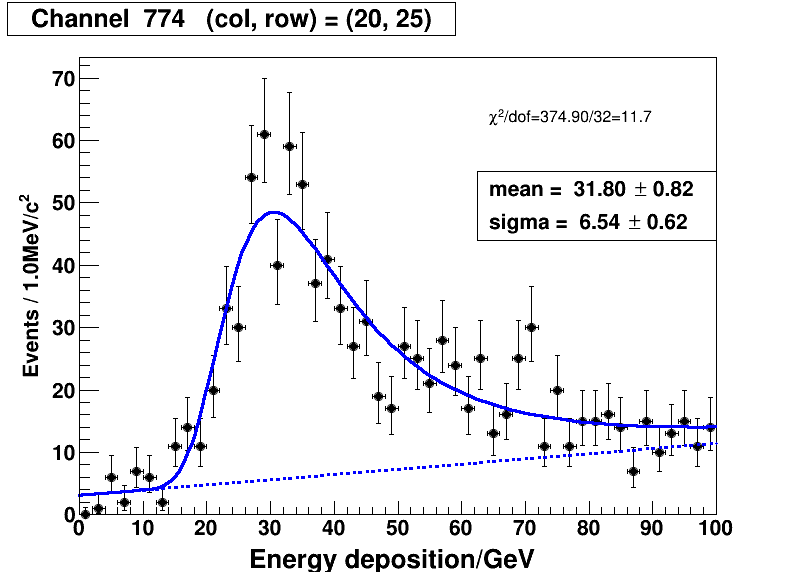 Channel 774 (col, row) = (20, 25)
χ²/dof=374.90/32=11.7
mean = 31.80 ± 0.82
sigma = 6.54 ± 0.62
Events / 1.0MeV/c²
70
60
50
40
30
20
10
0
0 10 20 30 40 50 60 70 80 90 100
Energy deposition/GeV